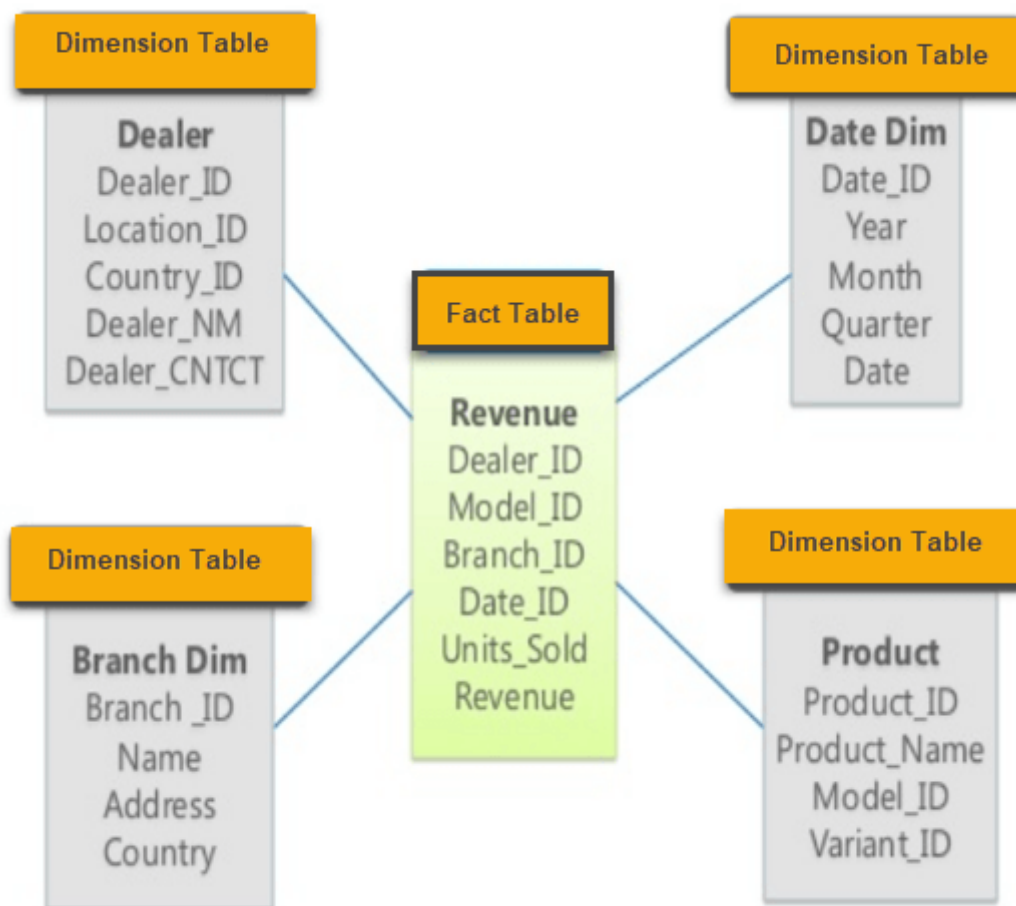 Dimension Table
Dealer
Dealer_ID
Location_ID
Country_ID
Dealer_NM
Dealer_CNTCT
Dimension Table
Date Dim
Date_ID
Year
Month
Quarter
Date
Fact Table
Revenue
Dealer_ID
Model_ID
Branch_ID
Date_ID
Units_Sold
Revenue
Dimension Table
Branch Dim
Branch _ID
Name
Address
Country
Dimension Table
Product
Product_ID
Product_Name
Model_ID
Variant_ID